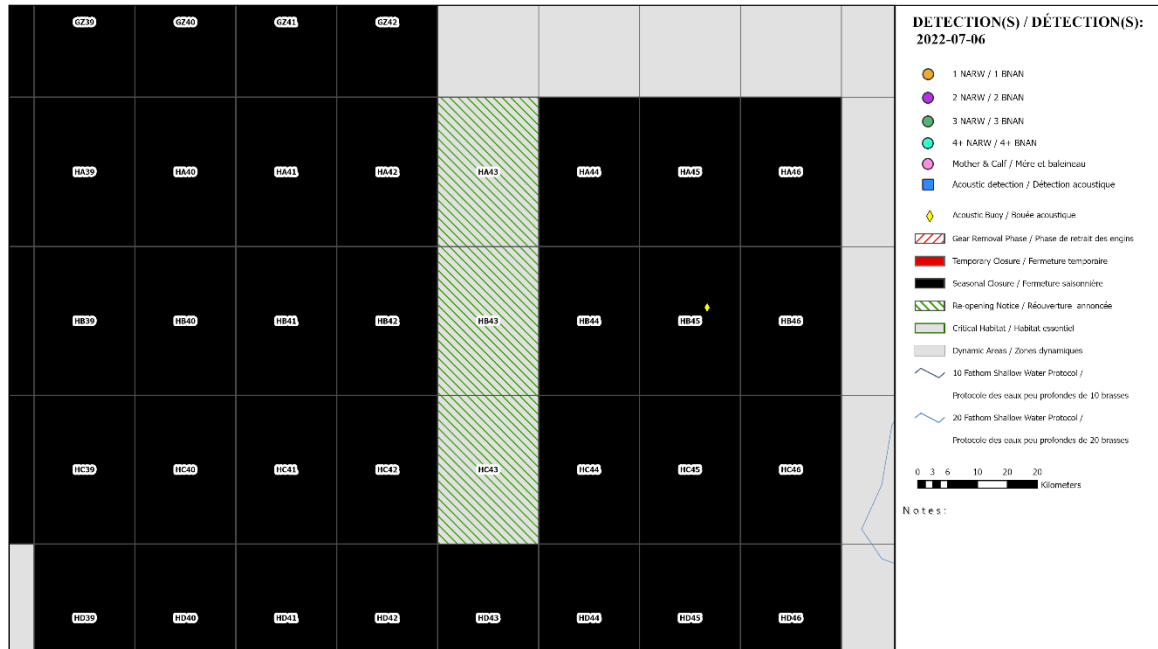 GZ39 GZ40 GZ41 GZ42
HA39 HA40 HA41 HA42 HA43 HA44 HA45 HA46
HB39 HB40 HB41 HB42 HB43 HB44 HB45 HB46
HC39 HC40 HC41 HC42 HC43 HC44 HC45 HC46
HD39 HD40 HD41 HD42 HD43 HD44 HD45 HD46
DETECTION(S) / DÉTECTION(S):
2022-07-06
1 NARW / 1 BNAN
2 NARW / 2 BNAN
3 NARW / 3 BNAN
4+ NARW / 4+ BNAN
Mother & Calf / Mère et baleineau
Acoustic detection / Détection acoustique
Acoustic Buoy / Bouée acoustique
Gear Removal Phase / Phase de retrait des engins
Temporary Closure / Fermeture temporaire
Seasonal Closure / Fermeture saisonnière
Re-opening Notice / Réouverture annoncée
Critical Habitat / Habitat essentiel
Dynamic Areas / Zones dynamiques
10 Fathom Shallow Water Protocol /
Protocole des eaux peu profondes de 10 brasses
20 Fathom Shallow Water Protocol /
Protocole des eaux peu profondes de 20 brasses
0 3 6 10 20 20
Kilometers
Notes: